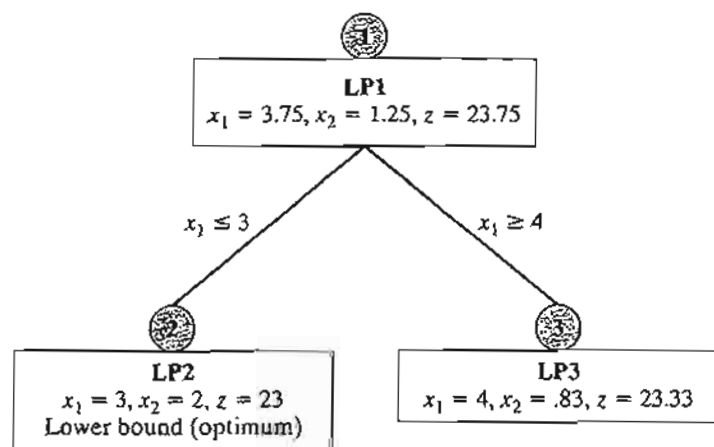 1
LP1
x₁ = 3.75, x₂ = 1.25, z = 23.75
x₁ ≤ 3
x₁ ≥ 4
2
3
LP2
x₁ = 3, x₂ = 2, z = 23
Lower bound (optimum)
LP3
x₁ = 4, x₂ = .83, z = 23.33